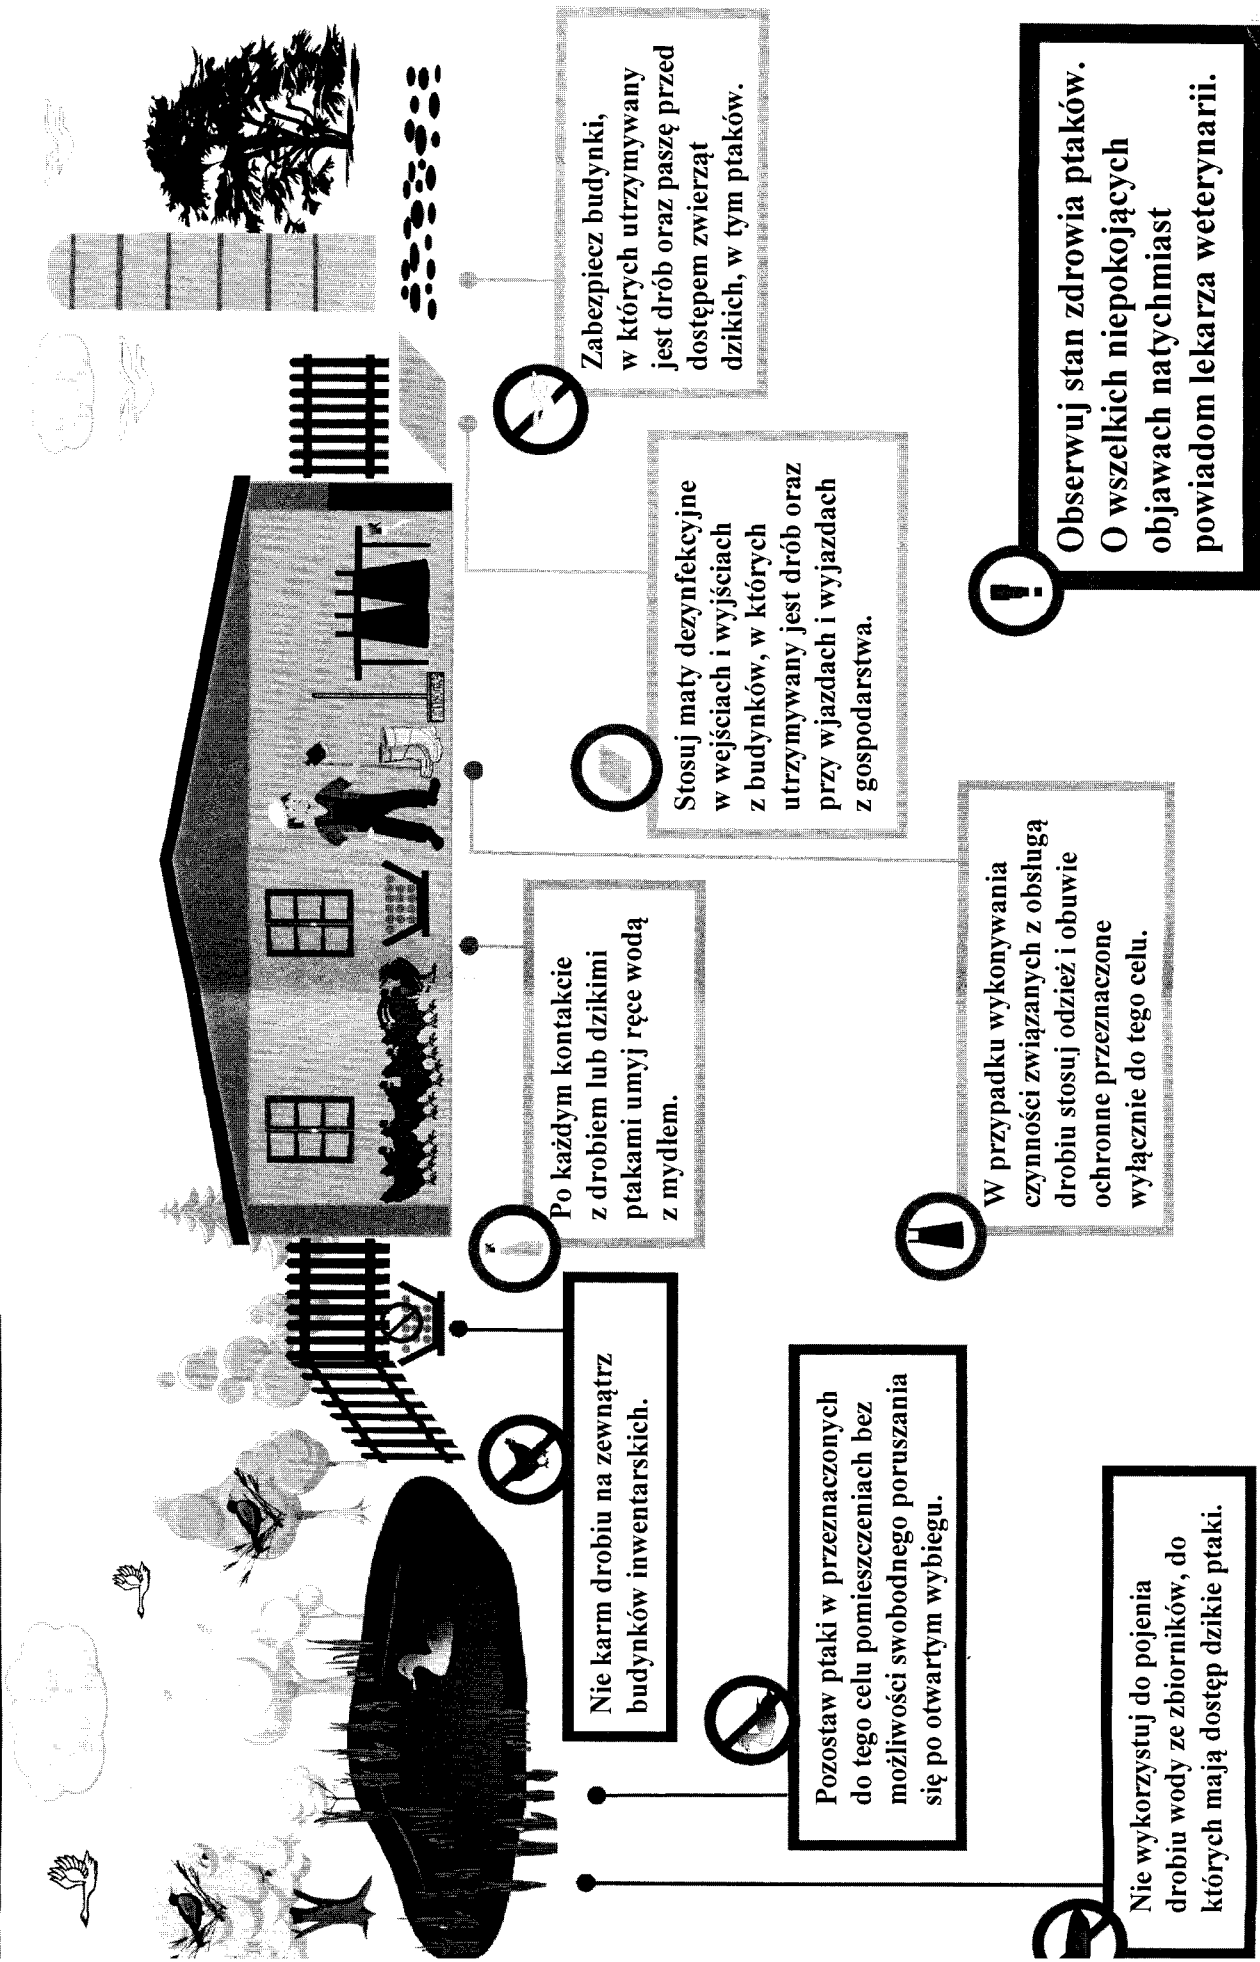 Nie wykorzystuj do pojenia
drobiu wody ze zbiorników, do
których mają dostęp dzikie ptaki.
Pozostaw ptaki w przeznaczonych
do tego celu pomieszczeniach bez
możliwości swobodnego poruszania
się po otwartym wybiegu.
Nie karm drobiu na zewnątrz
budynków inwentarskich.
Po każdym kontakcie
z drobiem lub dzikimi
ptakami umyj ręce wodą
z mydłem.
W przypadku wykonywania
czynności związanych z obsługą
drobiu stosuj odzież i obuwie
ochronne przeznaczone
wyłącznie do tego celu.
Stosuj maty dezynfekcyjne
w wejściach i wyjściach
z budynków, w których
utrzymywany jest drób oraz
przy wjazdach i wyjazdach
z gospodarstwa.
Zabezpiecz budynki,
w których utrzymywany
jest drób oraz paszę przed
dostępem zwierząt
dzikich, w tym ptaków.
Obserwuj stan zdrowia ptaków.
O wszelkich niepokojących
objawach natychmiast
powiadom lekarza weterynarii.